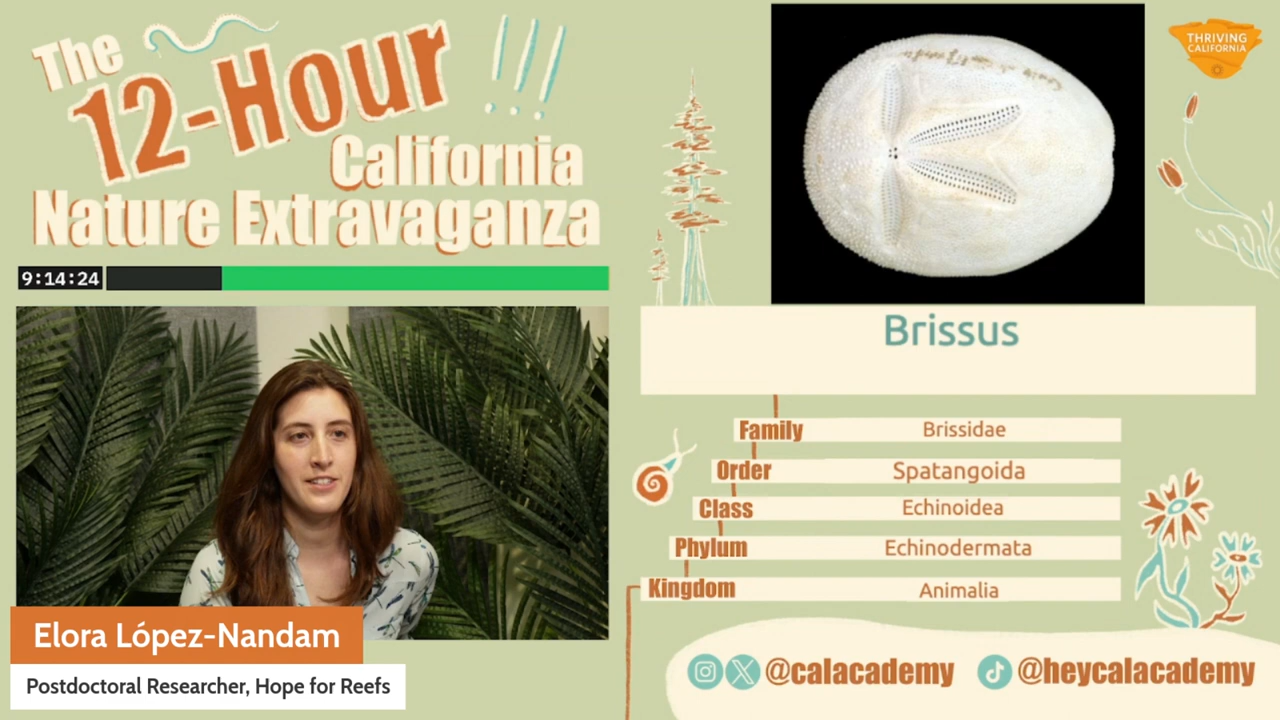 The
12-Hour
California
Nature Extravaganza
!!!
9:14:24
THRIVING
CALIFORNIA
Brissus
Family Brissidae
Order Spatangoida
Class Echinoidea
Phylum Echinodermata
Kingdom Animalia
Elora López-Nandam
Postdoctoral Researcher, Hope for Reefs
@calacademy @heycalacademy